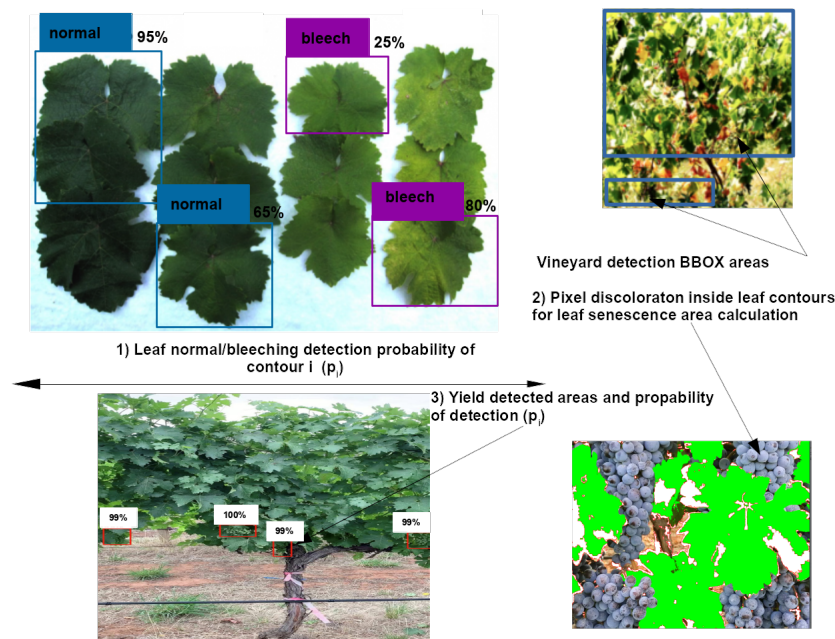 normal
95%
bleech
25%
normal
65%
bleech
80%
Vineyard detection BBOX areas
2) Pixel discoloraton inside leaf contours
for leaf senescence area calculation
1) Leaf normal/bleeching detection probability of
contour i (pi)
3) Yield detected areas and propability
of detection (pi)
99%
100%
99%
99%